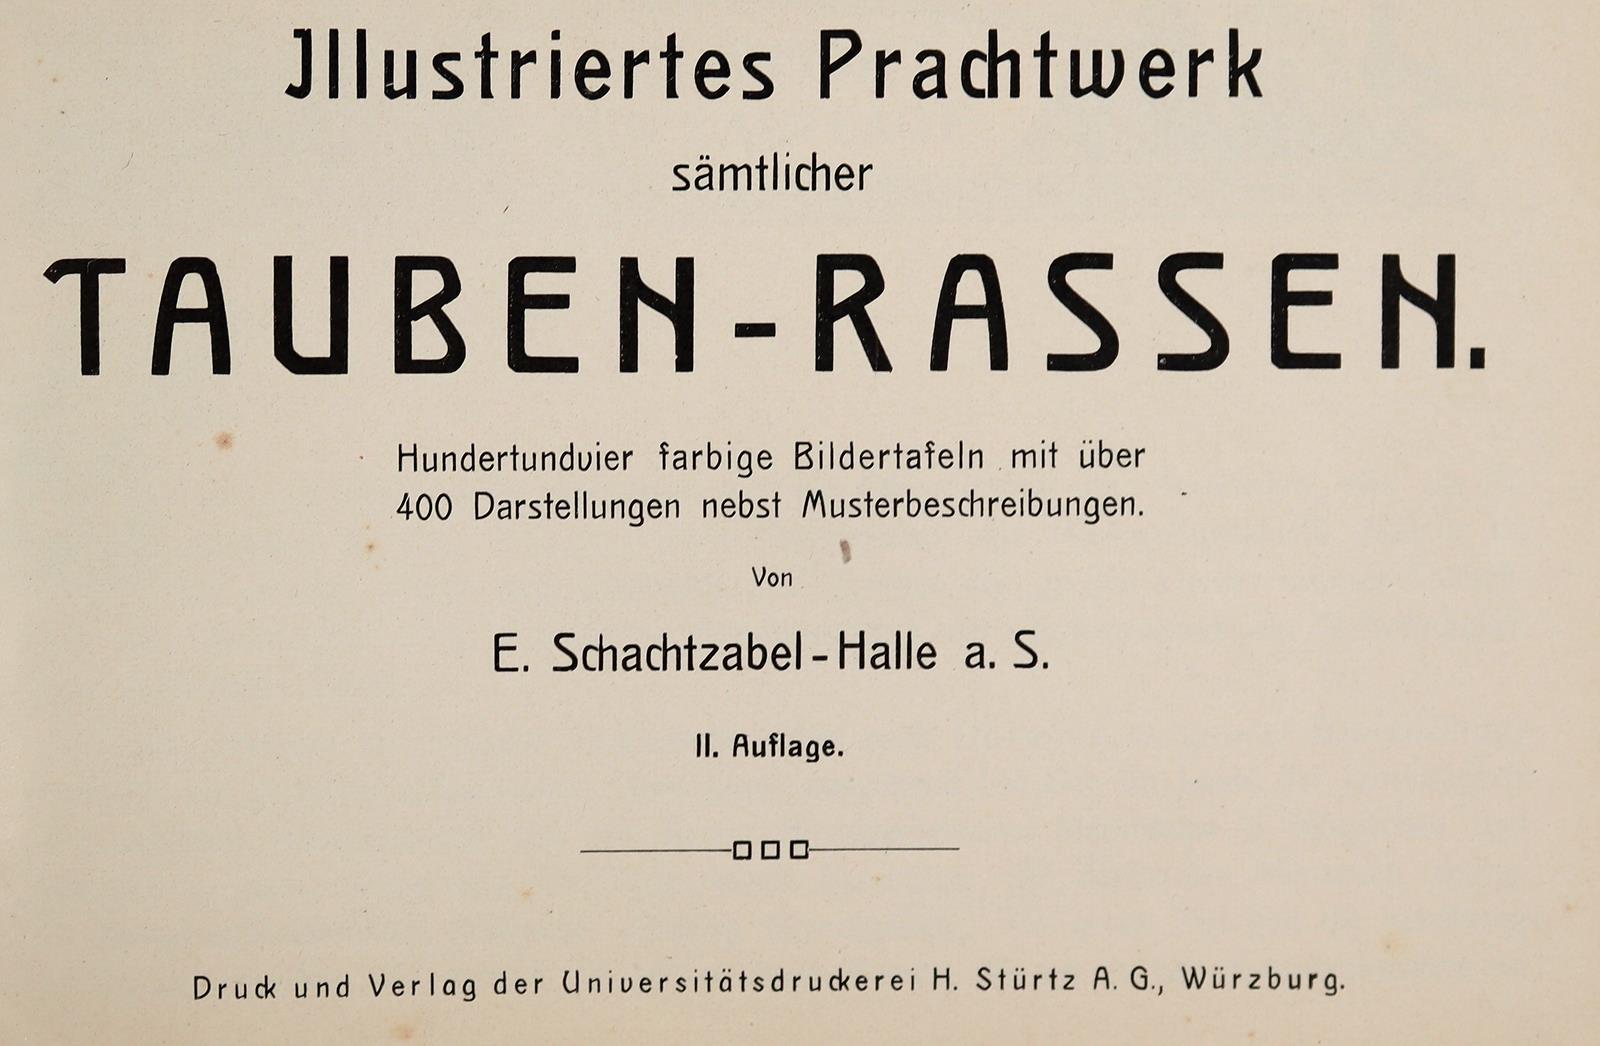 Jllustriertes Prachtwerk
sämtlicher
TAUBEN-RASSEN.
Hundertundvier farbige Bildertafeln mit über
400 Darstellungen nebst Musterbeschreibungen.
Von
E. Schachtzabel-Halle a. S.
II. Auflage.
Druck und Verlag der Universitätsdruckerei H. Stürtz A. G., Würzburg.